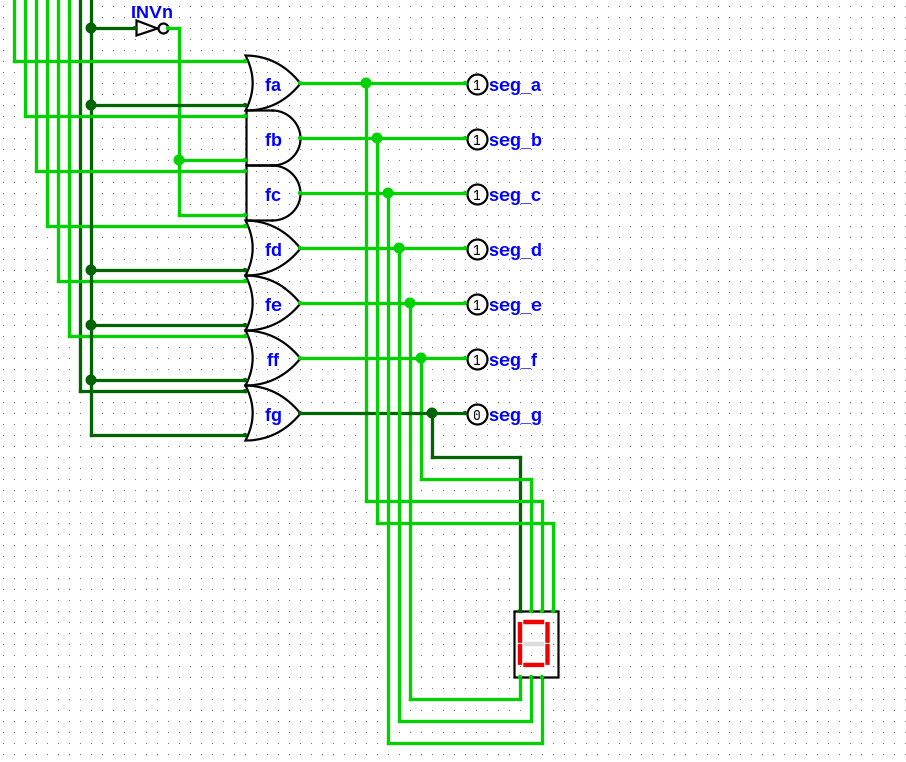 INVn
fa 1 seg_a
fb 1 seg_b
fc 1 seg_c
fd 1 seg_d
fe 1 seg_e
ff 1 seg_f
fg 0 seg_g
0